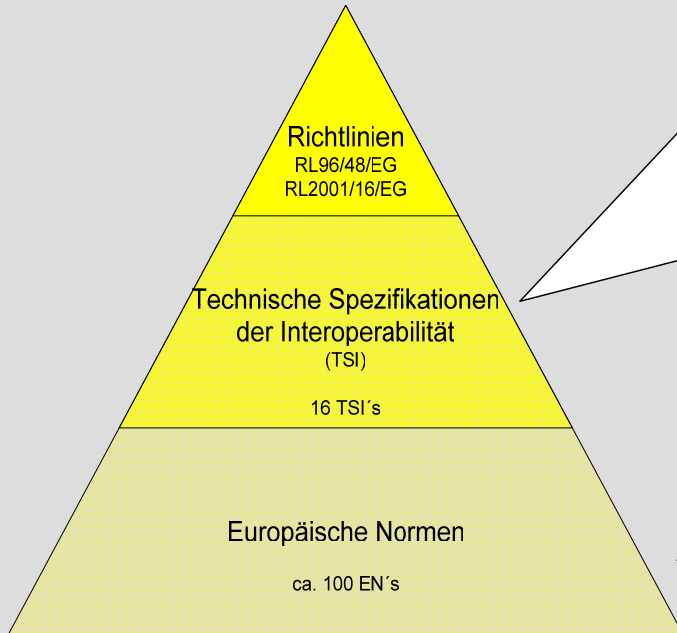 Richtlinien
RL96/48/EG
RL2001/16/EG
Technische Spezifikationen
der Interoperabilität
(TSI)
16 TSI´s
Europäische Normen
ca. 100 EN´s